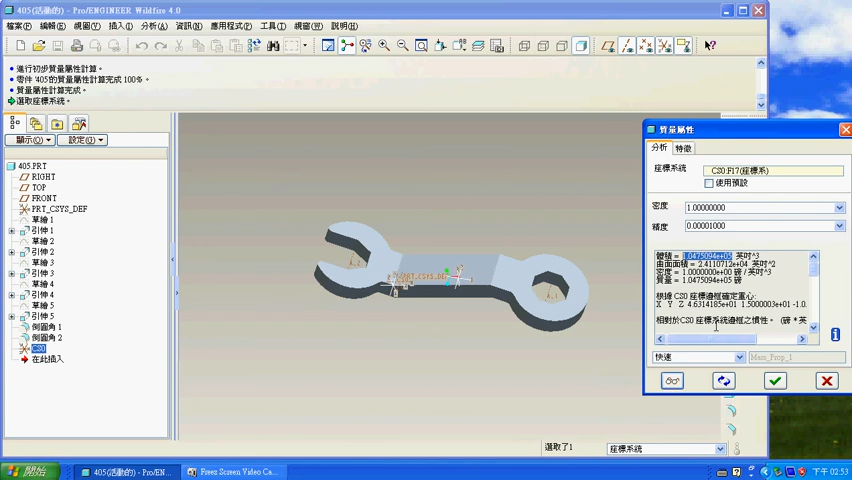 405(活動的) - Pro/ENGINEER Wildfire 4.0
檔案(F) 編輯(E) 視圖(V) 插入(I) 分析(A) 資訊(N) 應用程式(P) 工具(T) 視窗(W) 說明(H)
• 進行初步質量屬性計算。
• 零件 '405'的質量屬性計算完成 100%。
• 質量屬性計算完成。
選取座標系統。
顯示(O) 設定(G)
405.PRT
RIGHT
TOP
FRONT
PRT_CSYS_DEF
草繪 1
引伸 1
草繪 2
引伸 2
草繪 3
引伸 3
草繪 4
引伸 4
草繪 5
引伸 5
倒圓角 1
倒圓角 2
CS0
在此插入
質量屬性
分析 特徵
座標系統 CS0:F17(座標系)
使用預設
密度 1.00000000
精度 0.00001000
體積 = 1.0475094e+05 英吋^3
曲面面積 = 2.4110712e+04 英吋^2
密度 = 1.0000000e+00 磅 / 英吋^3
質量 = 1.0475094e+05 磅
根據 CS0 座標邊框確定重心:
X Y Z 4.6314185e+01 1.5000003e+01 -1.0.
相對於CS0 座標系統邊框之慣性。 (磅 * 英
快速 Mass_Prop_1
選取了1 座標系統
開始 405(活動的) - Pro/EN... Freez Screen Video Ca... 下午 02:53